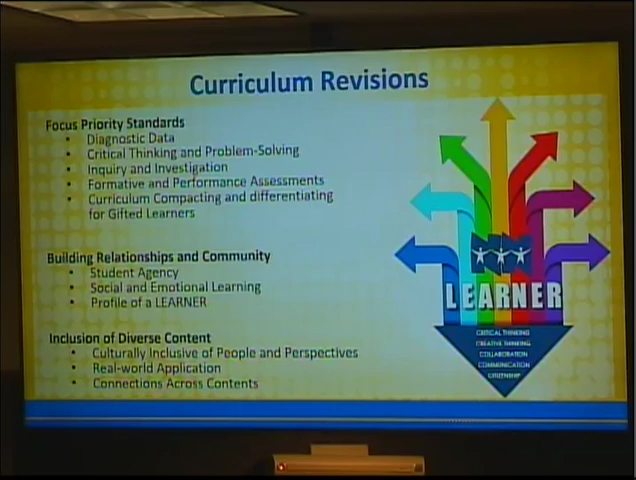 Curriculum Revisions
Focus Priority Standards
• Diagnostic Data
• Critical Thinking and Problem-Solving
• Inquiry and Investigation
• Formative and Performance Assessments
• Curriculum Compacting and differentiating
for Gifted Learners
Building Relationships and Community
• Student Agency
• Social and Emotional Learning
• Profile of a LEARNER
Inclusion of Diverse Content
• Culturally Inclusive of People and Perspectives
• Real-world Application
• Connections Across Contents
LEARNER
CRITICAL THINKING
CREATIVE THINKING
COLLABORATION
COMMUNICATION
CITIZENSHIP